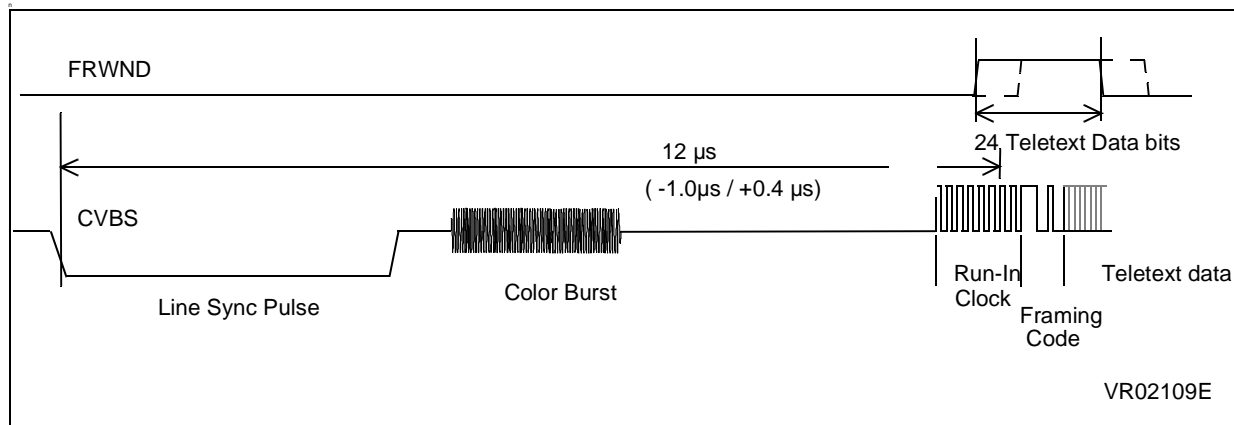 FRWND
24 Teletext Data bits
12 µs
( -1.0µs / +0.4 µs)
CVBS
Line Sync Pulse
Color Burst
Run-In
Clock
Framing
Code
Teletext data
VR02109E